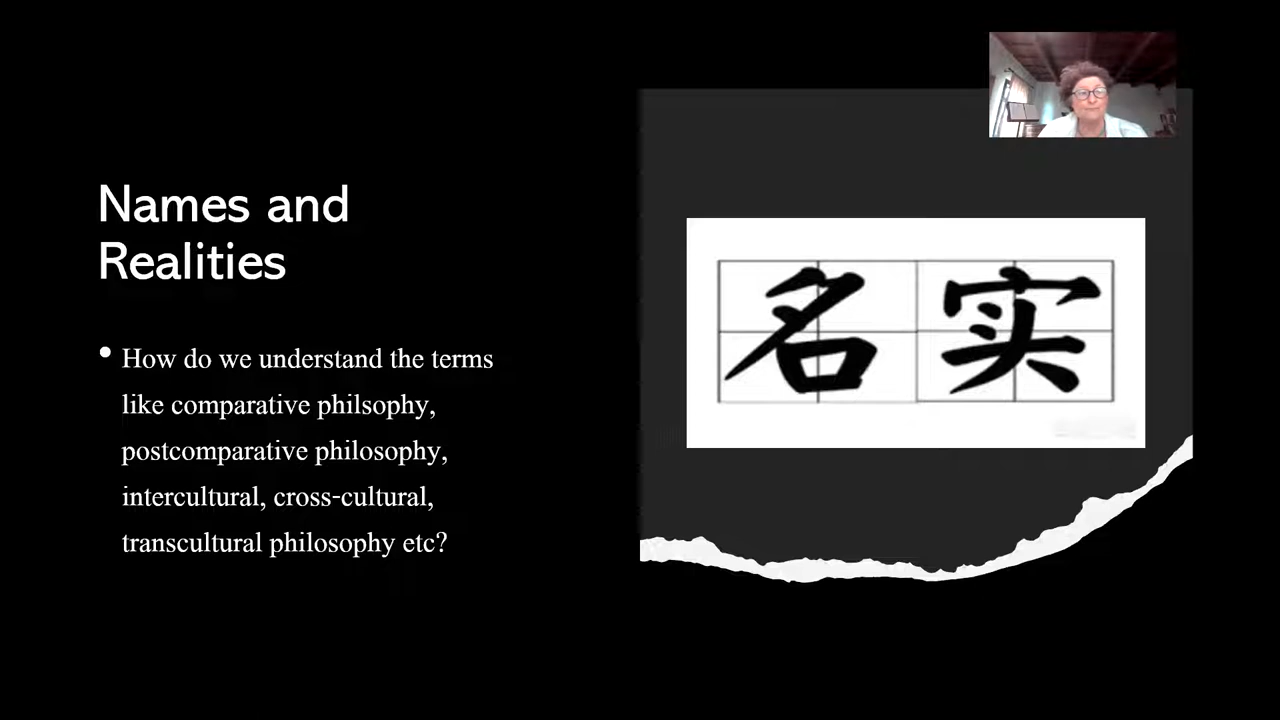 Names and
Realities
• How do we understand the terms
like comparative philsophy,
postcomparative philosophy,
intercultural, cross-cultural,
transcultural philosophy etc?
名实